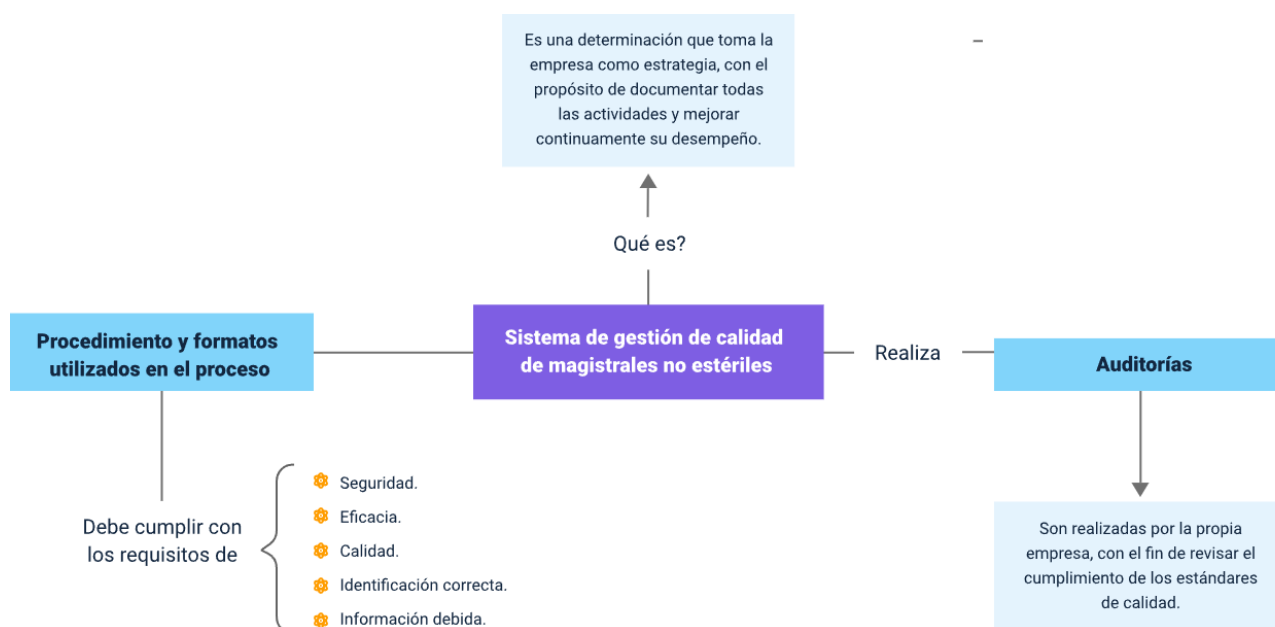 Es una determinación que toma la
empresa como estrategia, con el
propósito de documentar todas
las actividades y mejorar
continuamente su desempeño.
–
Qué es?
Procedimiento y formatos
utilizados en el proceso
Sistema de gestión de calidad
de magistrales no estériles
Realiza
Auditorías
Debe cumplir con
los requisitos de
Seguridad.
Eficacia.
Calidad.
Identificación correcta.
Información debida.
Son realizadas por la propia
empresa, con el fin de revisar el
cumplimiento de los estándares
de calidad.